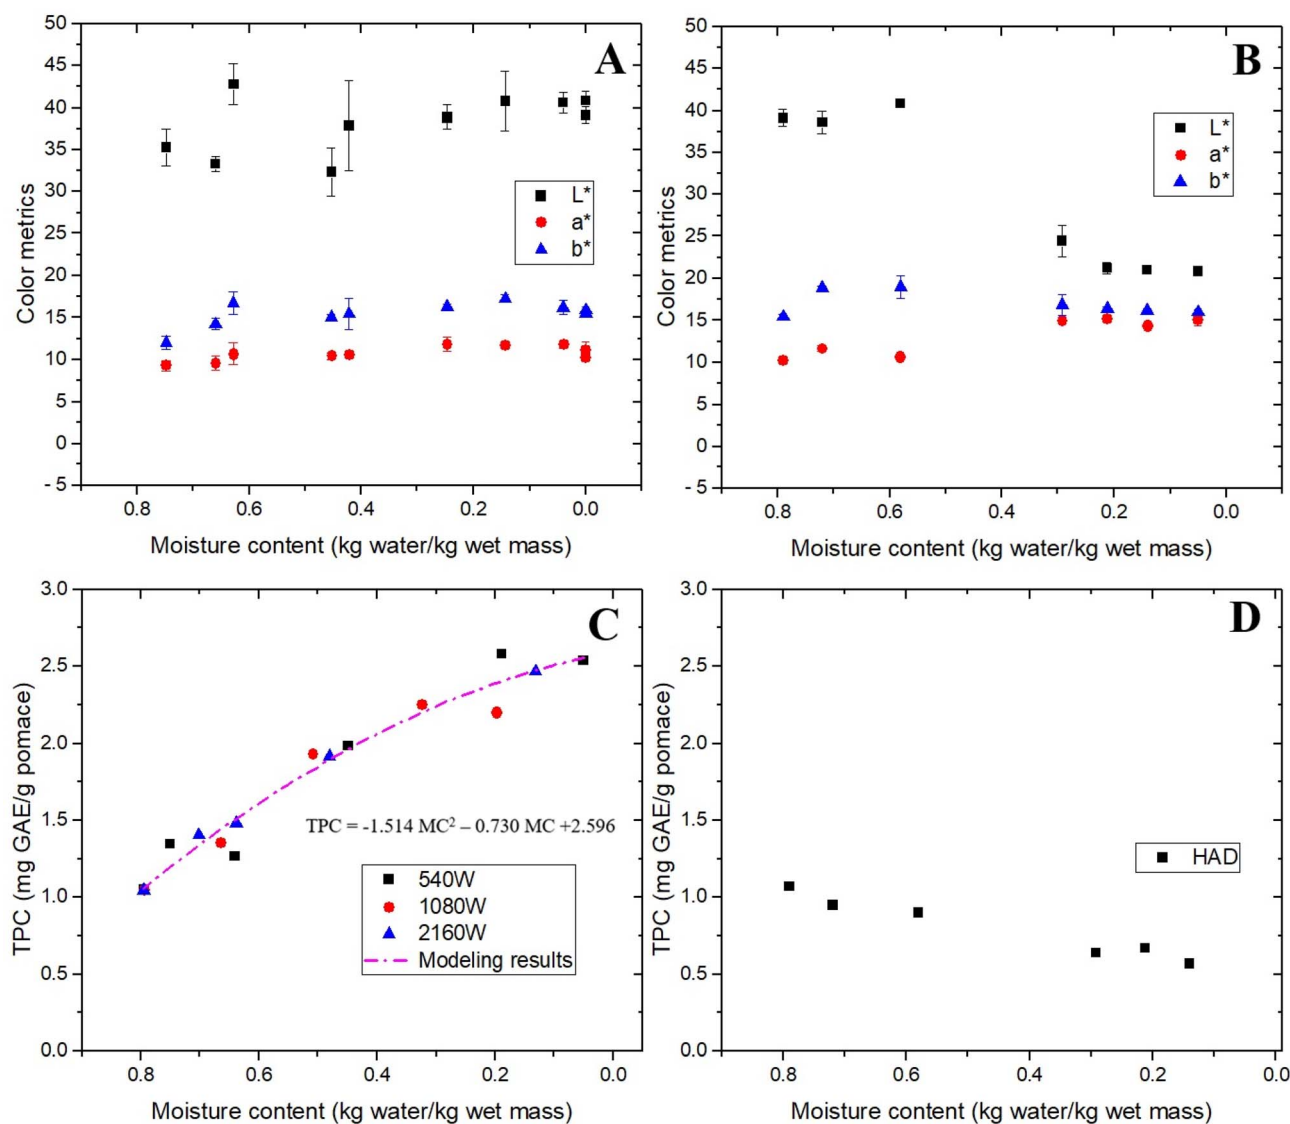 A
50
45
40
35
30
25
20
15
10
5
0
- 5
Color metrics
L*
a*
b*
0.8
0.6
0.4
0.2
0.0
Moisture content (kg water/kg wet mass)
B
50
45
40
35
30
25
20
15
10
5
0
- 5
Color metrics
L*
a*
b*
0.8
0.6
0.4
0.2
0.0
Moisture content (kg water/kg wet mass)
C
3.0
2.5
2.0
1.5
1.0
0.5
0.0
TPC (mg GAE/g pomace)
TPC = -1.514 MC² – 0.730 MC +2.596
540W
1080W
2160W
Modeling results
0.8
0.6
0.4
0.2
0.0
Moisture content (kg water/kg wet mass)
D
3.0
2.5
2.0
1.5
1.0
0.5
0.0
TPC (mg GAE/g pomace)
HAD
0.8
0.6
0.4
0.2
0.0
Moisture content (kg water/kg wet mass)